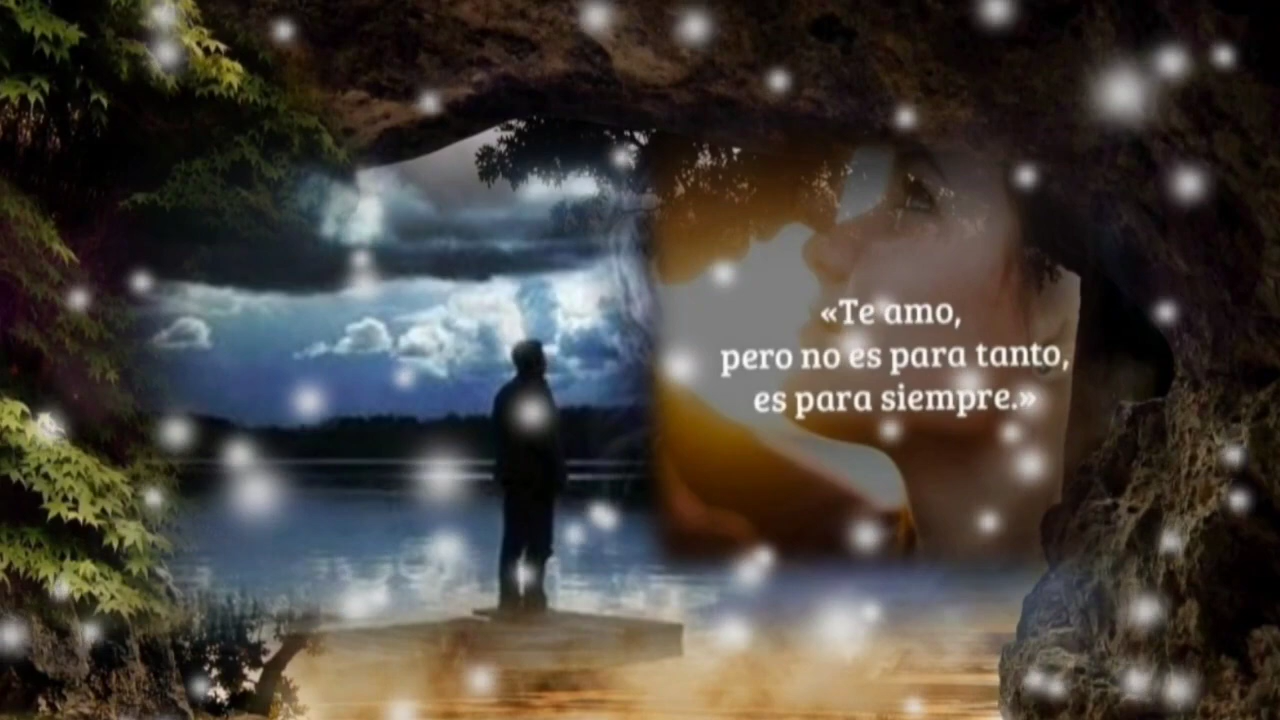 «Te amo,
pero no es para tanto,
es para siempre.»